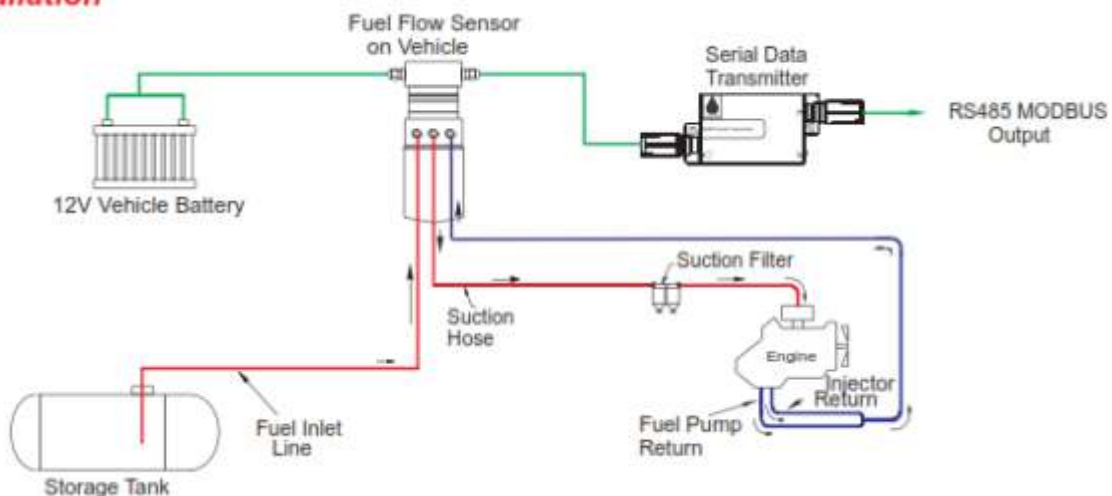 Fuel Flow Sensor
on Vehicle
Serial Data
Transmitter
RS485 MODBUS
Output
12V Vehicle Battery
Suction Filter
Suction
Hose
Engine
Injector
Return
Fuel Pump
Return
Fuel Inlet
Line
Storage Tank